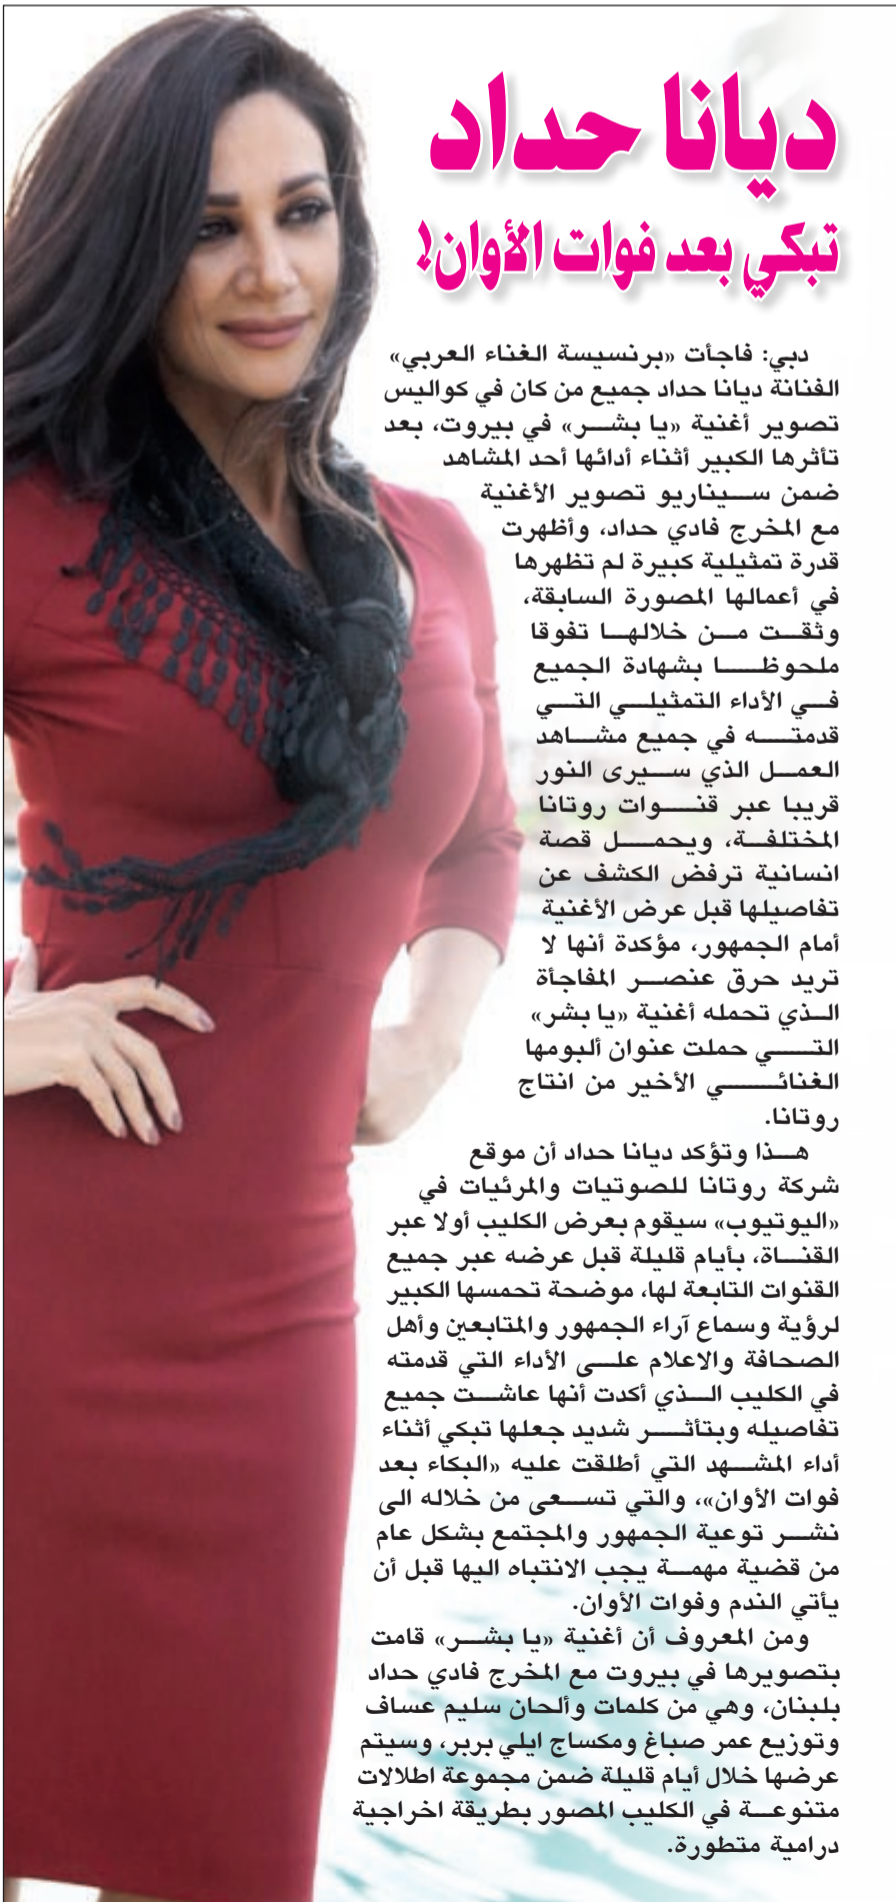 ديانا حداد
تبكي بعد فوات الأوان!
دبي: فاجأت «برنسيسة الغناء العربي»
الفنانة ديانا حداد جميع من كان في كواليس
تصوير أغنية «يا بشر» في بيروت، بعد
تأثرها الكبير أثناء أدائها أحد المشاهد
ضمن سيناريو تصوير الأغنية
مع المخرج فادي حداد، وأظهرت
قدرة تمثيلية كبيرة لم تظهرها
في أعمالها المصورة السابقة،
وثقت من خلالها تفوقا
ملحوظا بشهادة الجميع
في الأداء التمثيلي التي
قدمته في جميع مشاهد
العمل الذي سيرى النور
قريبا عبر قنوات روتانا
المختلفة، ويحمل قصة
انسانية ترفض الكشف عن
تفاصيلها قبل عرض الأغنية
أمام الجمهور، مؤكدة أنها لا
تريد حرق عنصر المفاجأة
الذي تحمله أغنية «يا بشر»
التي حملت عنوان ألبومها
الغنائي الأخير من انتاج
روتانا.
هذا وتؤكد ديانا حداد أن موقع
شركة روتانا للصوتيات والمرئيات في
«اليوتيوب» سيقوم بعرض الكليب أولا عبر
القناة، بأيام قليلة قبل عرضه عبر جميع
القنوات التابعة لها، موضحة تحمسها الكبير
لرؤية وسماع آراء الجمهور والمتابعين وأهل
الصحافة والاعلام على الأداء التي قدمته
في الكليب الذي أكدت أنها عاشت جميع
تفاصيله وبتأثر شديد جعلها تبكي أثناء
أداء المشهد التي أطلقت عليه «البكاء بعد
فوات الأوان»، والتي تسعى من خلاله الى
نشر توعية الجمهور والمجتمع بشكل عام
من قضية مهمة يجب الانتباه اليها قبل أن
يأتي الندم وفوات الأوان.
ومن المعروف أن أغنية «يا بشر» قامت
بتصويرها في بيروت مع المخرج فادي حداد
بلبنان، وهي من كلمات وألحان سليم عساف
وتوزيع عمر صباغ ومكساج ايلي بربر، وسيتم
عرضها خلال أيام قليلة ضمن مجموعة اطلالات
متنوعة في الكليب المصور بطريقة اخراجية
درامية متطورة.